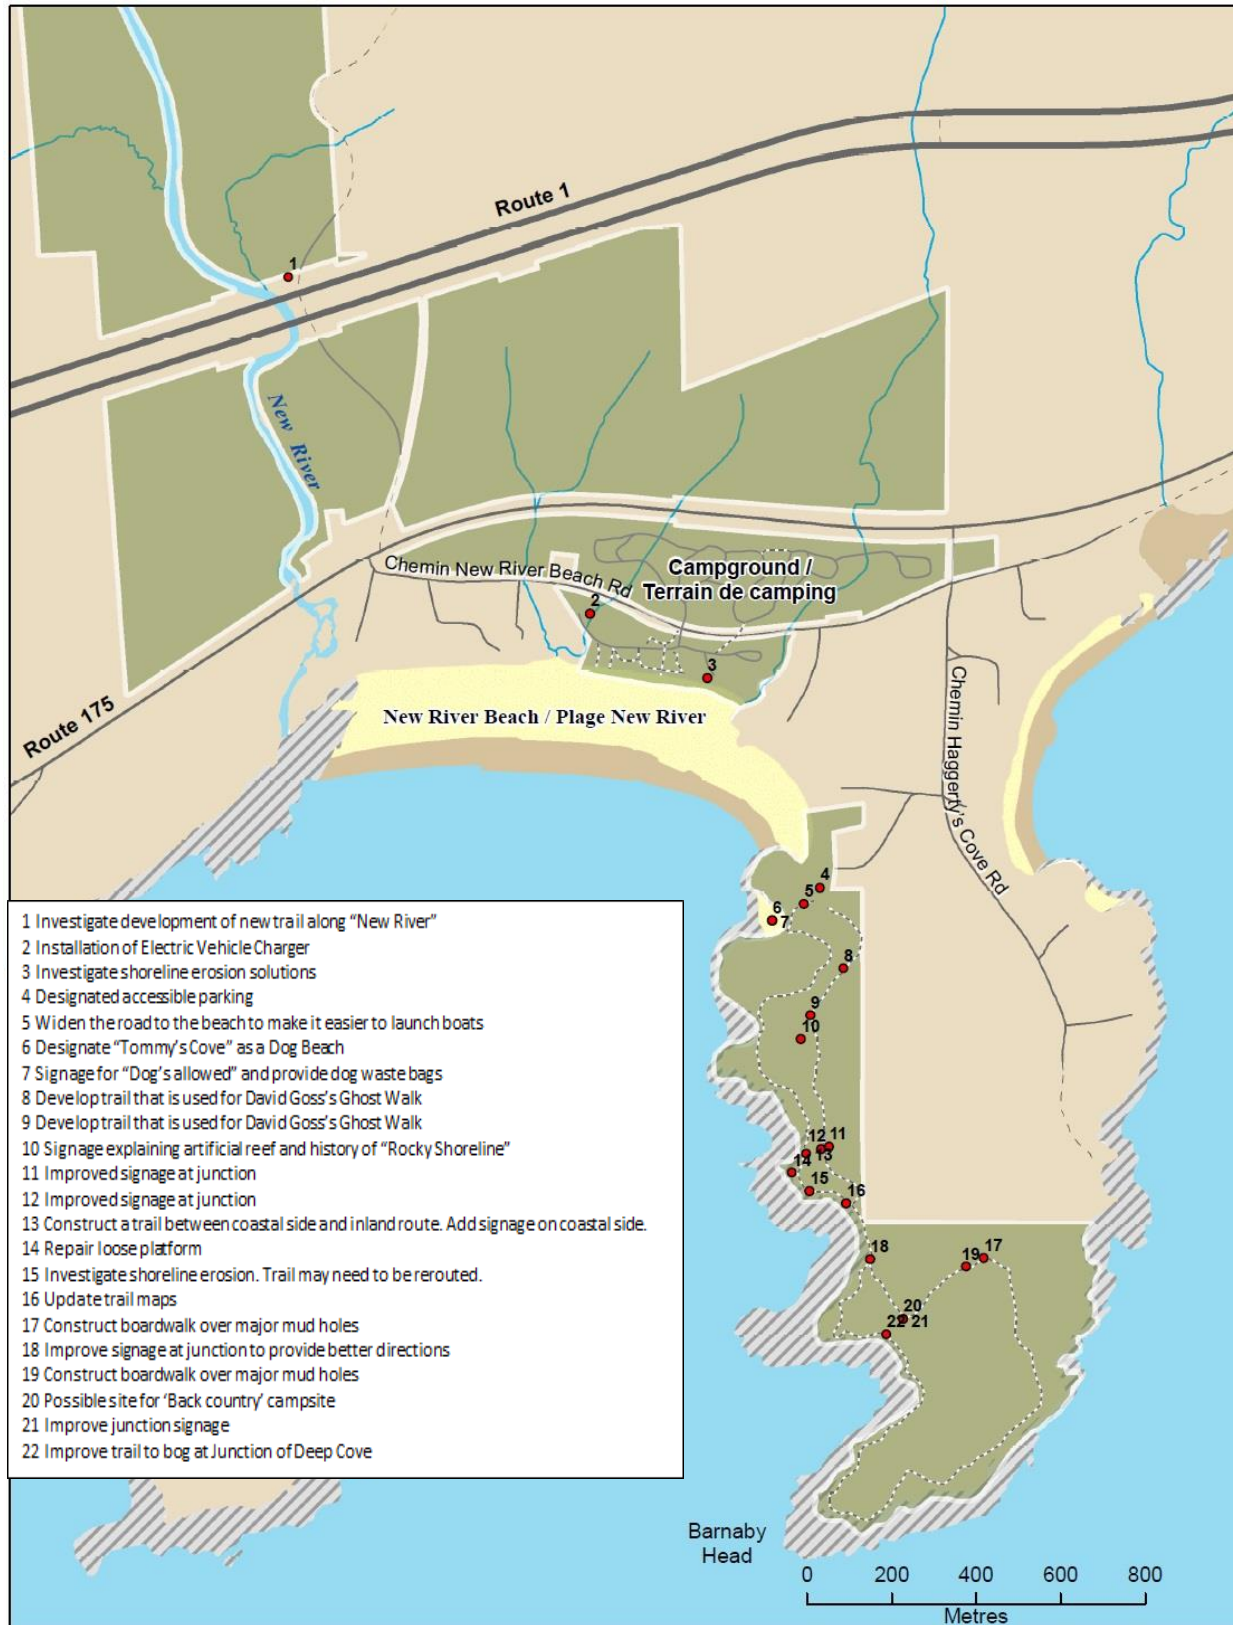 Route 1
1
New River
Chemin New River Beach Rd
Campground /
Terrain de camping
2
3
New River Beach / Plage New River
Route 175
Chemin Haggerty's Cove Rd
4
5
6
7
8
9
10
11
12
13
14
15
16
17
18
19
20
21
22
1 Investigate development of new trail along “New River”
2 Installation of Electric Vehicle Charger
3 Investigate shoreline erosion solutions
4 Designated accessible parking
5 Widen the road to the beach to make it easier to launch boats
6 Designate “Tommy’s Cove” as a Dog Beach
7 Signage for “Dog’s allowed” and provide dog waste bags
8 Develop trail that is used for David Goss’s Ghost Walk
9 Develop trail that is used for David Goss’s Ghost Walk
10 Signage explaining artificial reef and history of “Rocky Shoreline”
11 Improved signage at junction
12 Improved signage at junction
13 Construct a trail between coastal side and inland route. Add signage on coastal side.
14 Repair loose platform
15 Investigate shoreline erosion. Trail may need to be rerouted.
16 Update trail maps
17 Construct boardwalk over major mud holes
18 Improve signage at junction to provide better directions
19 Construct boardwalk over major mud holes
20 Possible site for ‘Back country’ campsite
21 Improve junction signage
22 Improve trail to bog at Junction of Deep Cove
Barnaby
Head
0 200 400 600 800
Metres